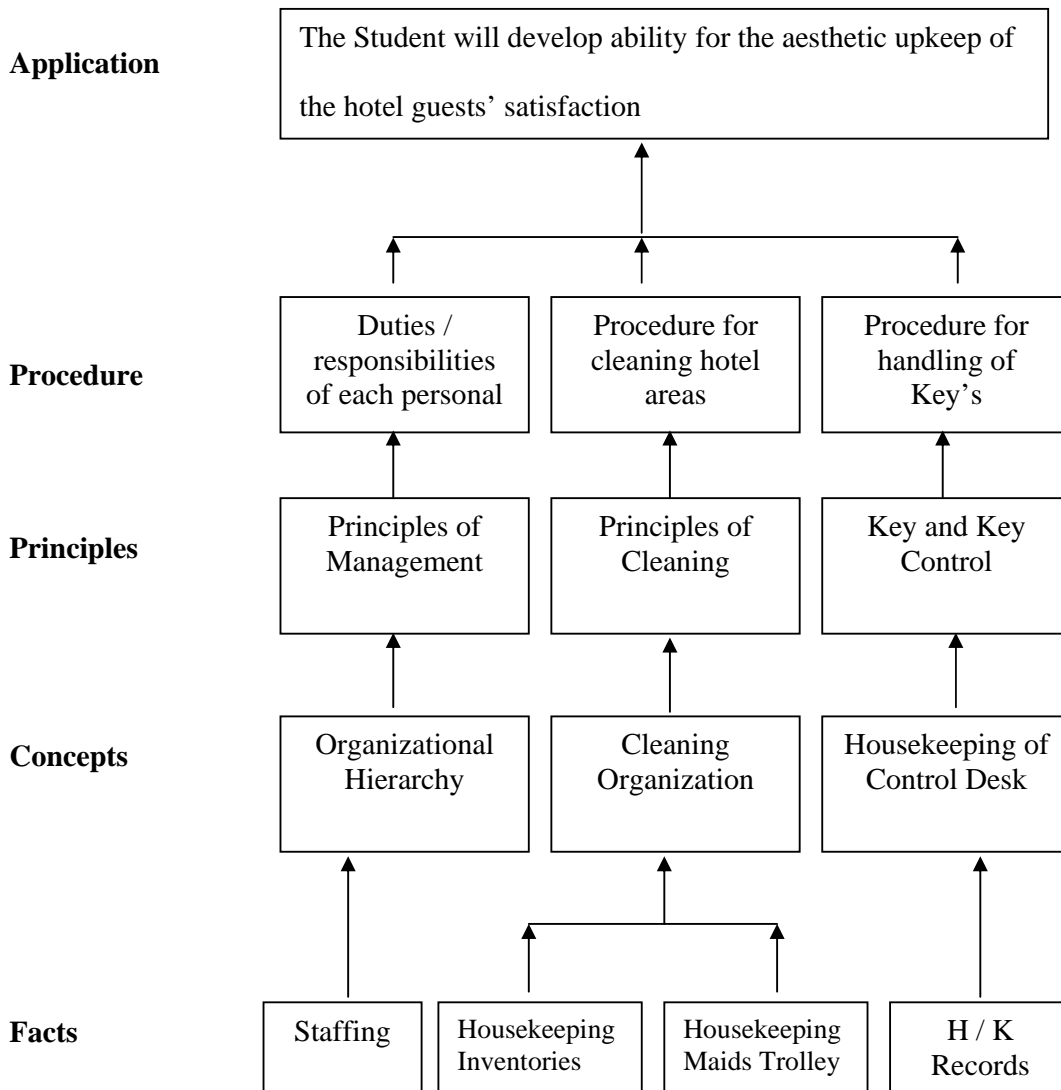 Application
The Student will develop ability for the aesthetic upkeep of
the hotel guests’ satisfaction
Procedure
Duties /
responsibilities
of each personal
Procedure for
cleaning hotel
areas
Procedure for
handling of
Key’s
Principles
Principles of
Management
Principles of
Cleaning
Key and Key
Control
Concepts
Organizational
Hierarchy
Cleaning
Organization
Housekeeping of
Control Desk
Facts
Staffing
Housekeeping
Inventories
Housekeeping
Maids Trolley
H / K
Records